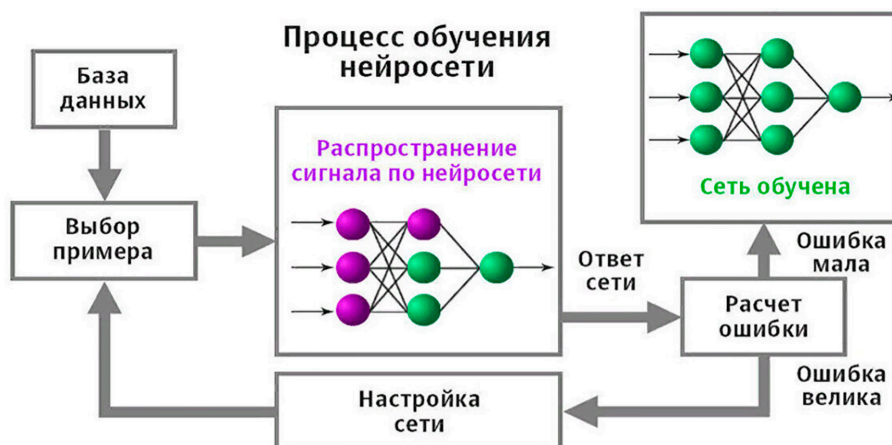 Процесс обучения
нейросети
База
данных
Выбор
примера
Распространение
сигнала по нейросети
Ответ
сети
Расчет
ошибки
Ошибка
мала
Сеть обучена
Ошибка
велика
Настройка
сети